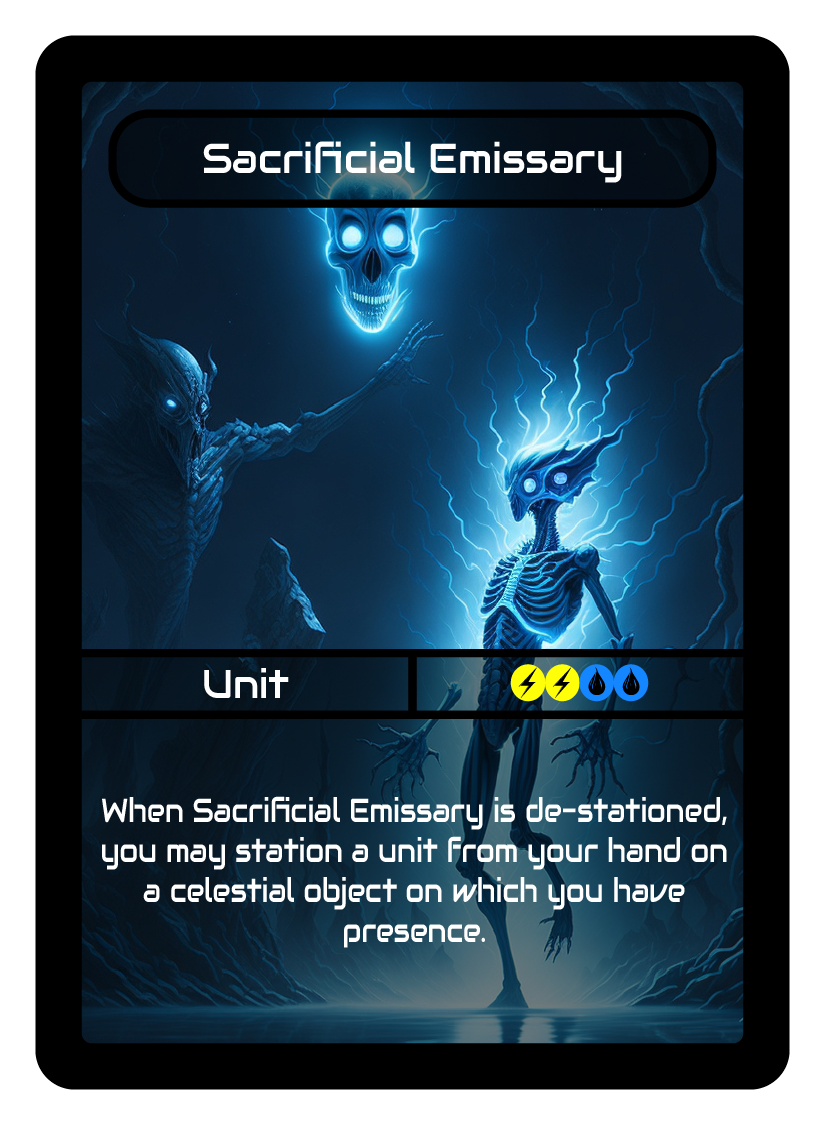 Sacrificial Emissary
Unit
When Sacrificial Emissary is de-stationed,
you may station a unit from your hand on
a celestial object on which you have
presence.